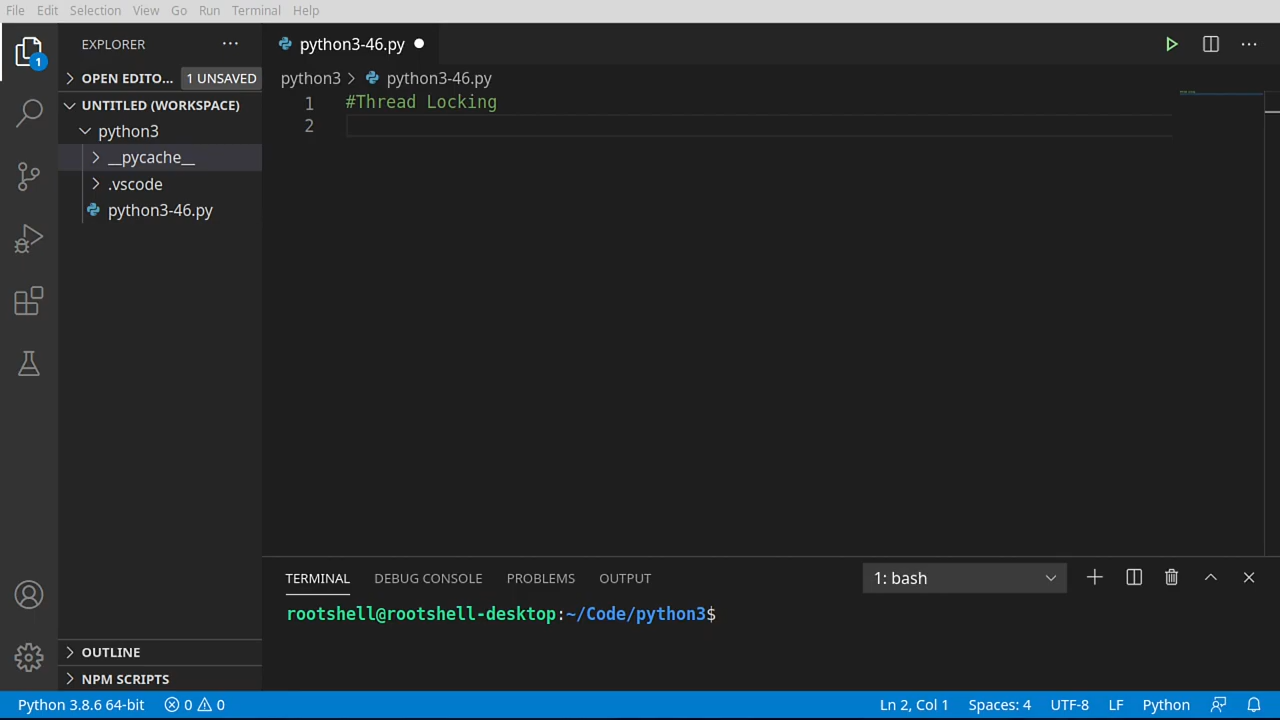 File Edit Selection View Go Run Terminal Help
EXPLORER
OPEN EDITO... 1 UNSAVED
UNTITLED (WORKSPACE)
python3
__pycache__
.vscode
python3-46.py
OUTLINE
NPM SCRIPTS
1
python3-46.py
python3 > python3-46.py
1 #Thread Locking
2
TERMINAL DEBUG CONSOLE PROBLEMS OUTPUT 1: bash
rootshell@rootshell-desktop:~/Code/python3$
Python 3.8.6 64-bit 0 0 Ln 2, Col 1 Spaces: 4 UTF-8 LF Python